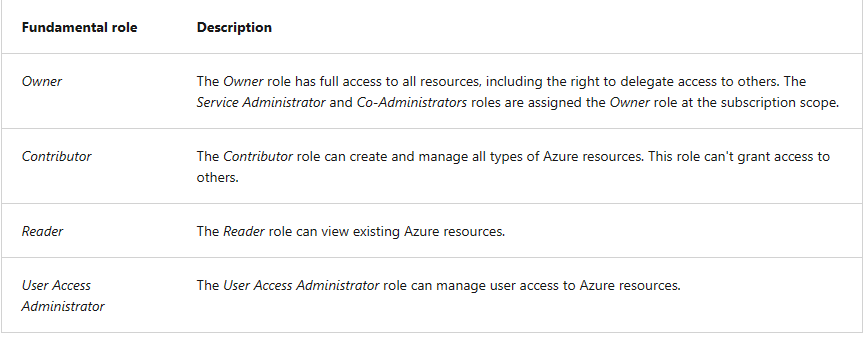 Fundamental role Description
Owner The Owner role has full access to all resources, including the right to delegate access to others. The
Service Administrator and Co-Administrators roles are assigned the Owner role at the subscription scope.
Contributor The Contributor role can create and manage all types of Azure resources. This role can't grant access to
others.
Reader The Reader role can view existing Azure resources.
User Access The User Access Administrator role can manage user access to Azure resources.
Administrator